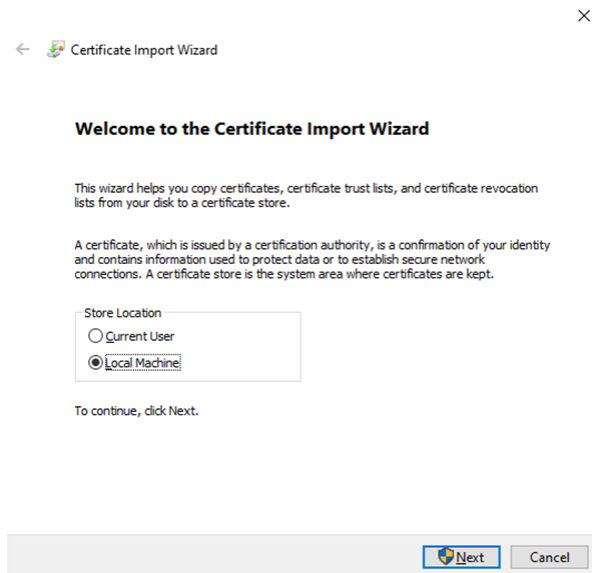 Certificate Import Wizard
Welcome to the Certificate Import Wizard
This wizard helps you copy certificates, certificate trust lists, and certificate revocation
lists from your disk to a certificate store.
A certificate, which is issued by a certification authority, is a confirmation of your identity
and contains information used to protect data or to establish secure network
connections. A certificate store is the system area where certificates are kept.
Store Location
Current User
Local Machine
To continue, click Next.
Next
Cancel